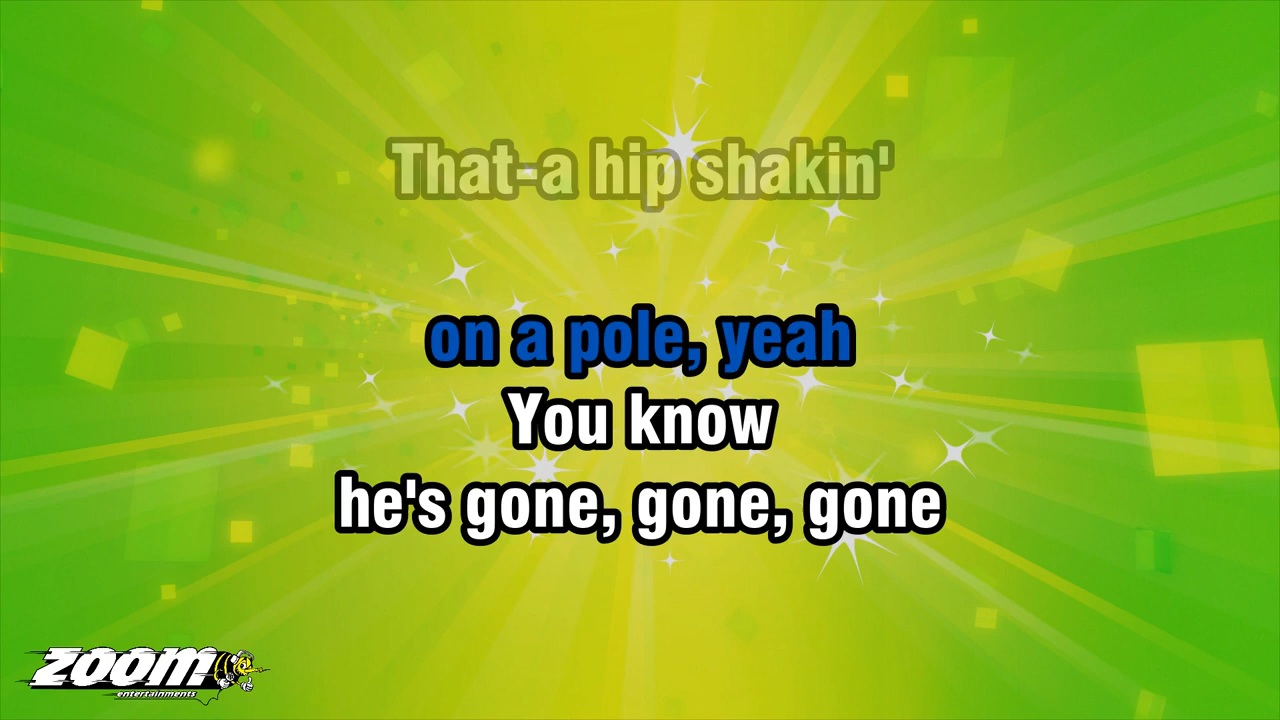 That-a hip shakin'
on a pole, yeah
You know
he's gone, gone, gone
zoom
entertainments